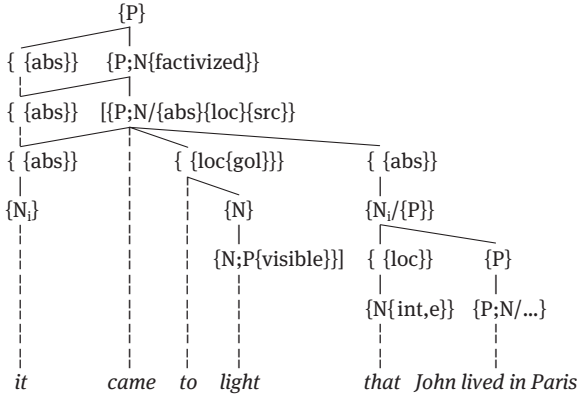 {P}
{ {abs}} {P;N{factivized}}
{ {abs}} [{P;N/{abs}{loc}{src}}
{ {abs}} { {loc{gol}}} { {abs}}
{Nᵢ} {N} {Nᵢ/{P}}
{N;P{visible}}] { {loc}} {P}
{N{int,e}} {P;N/...}
it came to light that John lived in Paris